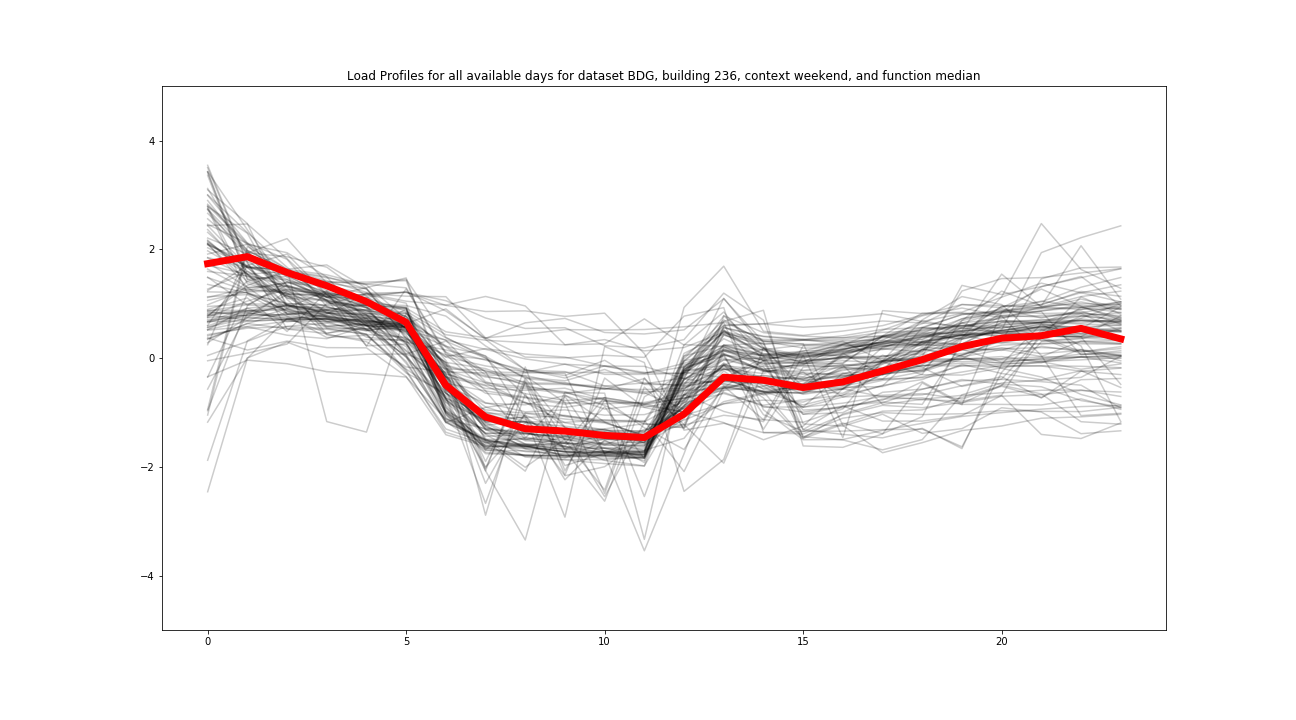 Load Profiles for all available days for dataset BDG, building 236, context weekend, and function median
4
2
0
−2
−4
0 5 10 15 20